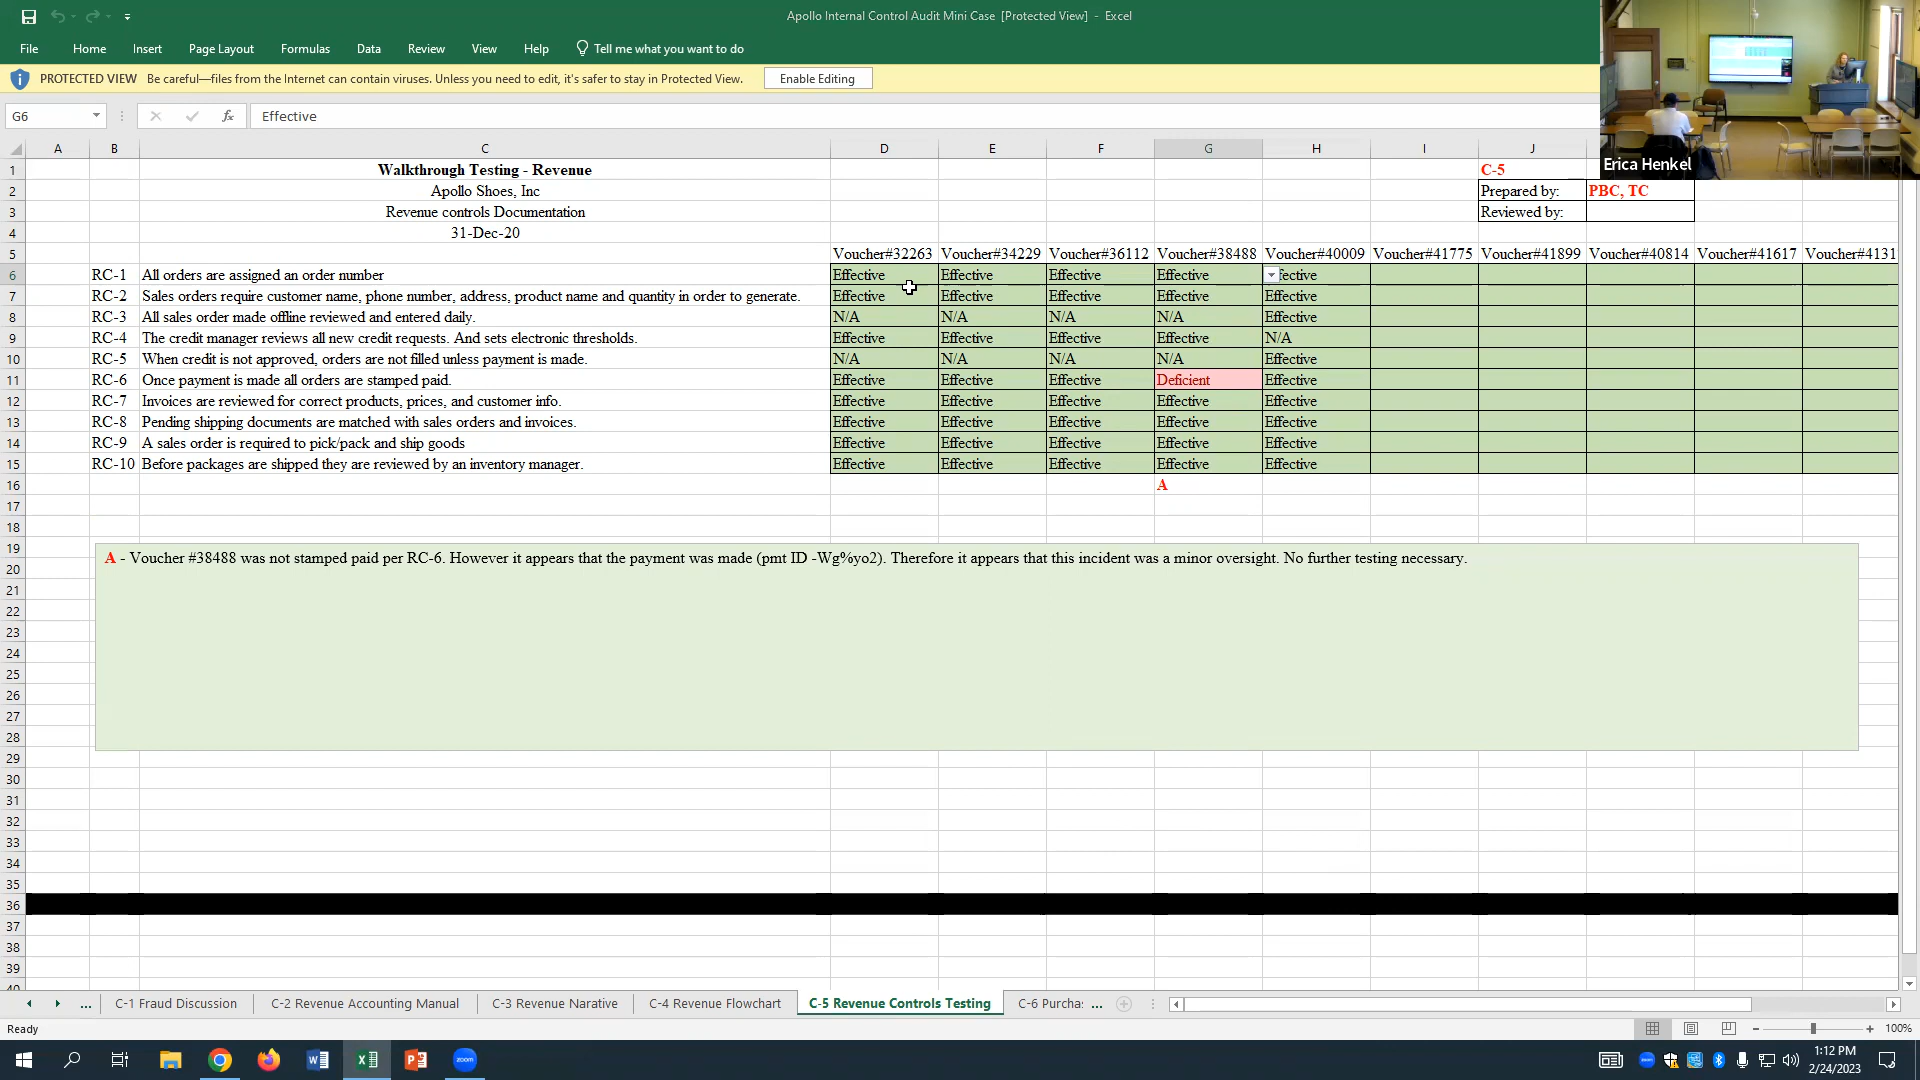 Apollo Internal Control Audit Mini Case [Protected View] - Excel
File Home Insert Page Layout Formulas Data Review View Help Tell me what you want to do
PROTECTED VIEW Be careful—files from the Internet can contain viruses. Unless you need to edit, it's safer to stay in Protected View. Enable Editing
G6 fx Effective
Erica Henkel
A B C D E F G H I J
1 Walkthrough Testing - Revenue C-5
2 Apollo Shoes, Inc Prepared by: PBC, TC
3 Revenue controls Documentation Reviewed by:
4 31-Dec-20
5 Voucher#32263 Voucher#34229 Voucher#36112 Voucher#38488 Voucher#40009 Voucher#41775 Voucher#41899 Voucher#40814 Voucher#41617 Voucher#4131
6 RC-1 All orders are assigned an order number Effective Effective Effective Effective fective
7 RC-2 Sales orders require customer name, phone number, address, product name and quantity in order to generate. Effective Effective Effective Effective Effective
8 RC-3 All sales order made offline reviewed and entered daily. N/A N/A N/A N/A Effective
9 RC-4 The credit manager reviews all new credit requests. And sets electronic thresholds. Effective Effective Effective Effective N/A
10 RC-5 When credit is not approved, orders are not filled unless payment is made. N/A N/A N/A N/A Effective
11 RC-6 Once payment is made all orders are stamped paid. Effective Effective Effective Deficient Effective
12 RC-7 Invoices are reviewed for correct products, prices, and customer info. Effective Effective Effective Effective Effective
13 RC-8 Pending shipping documents are matched with sales orders and invoices. Effective Effective Effective Effective Effective
14 RC-9 A sales order is required to pick/pack and ship goods Effective Effective Effective Effective Effective
15 RC-10 Before packages are shipped they are reviewed by an inventory manager. Effective Effective Effective Effective Effective
16 A
17
18
19
A - Voucher #38488 was not stamped paid per RC-6. However it appears that the payment was made (pmt ID -Wg%yo2). Therefore it appears that this incident was a minor oversight. No further testing necessary.
20
21
22
23
24
25
26
27
28
29
30
31
32
33
34
35
36
37
38
39
40
... C-1 Fraud Discussion C-2 Revenue Accounting Manual C-3 Revenue Narative C-4 Revenue Flowchart C-5 Revenue Controls Testing C-6 Purcha ...
Ready 100%
zoom
1:12 PM
2/24/2023